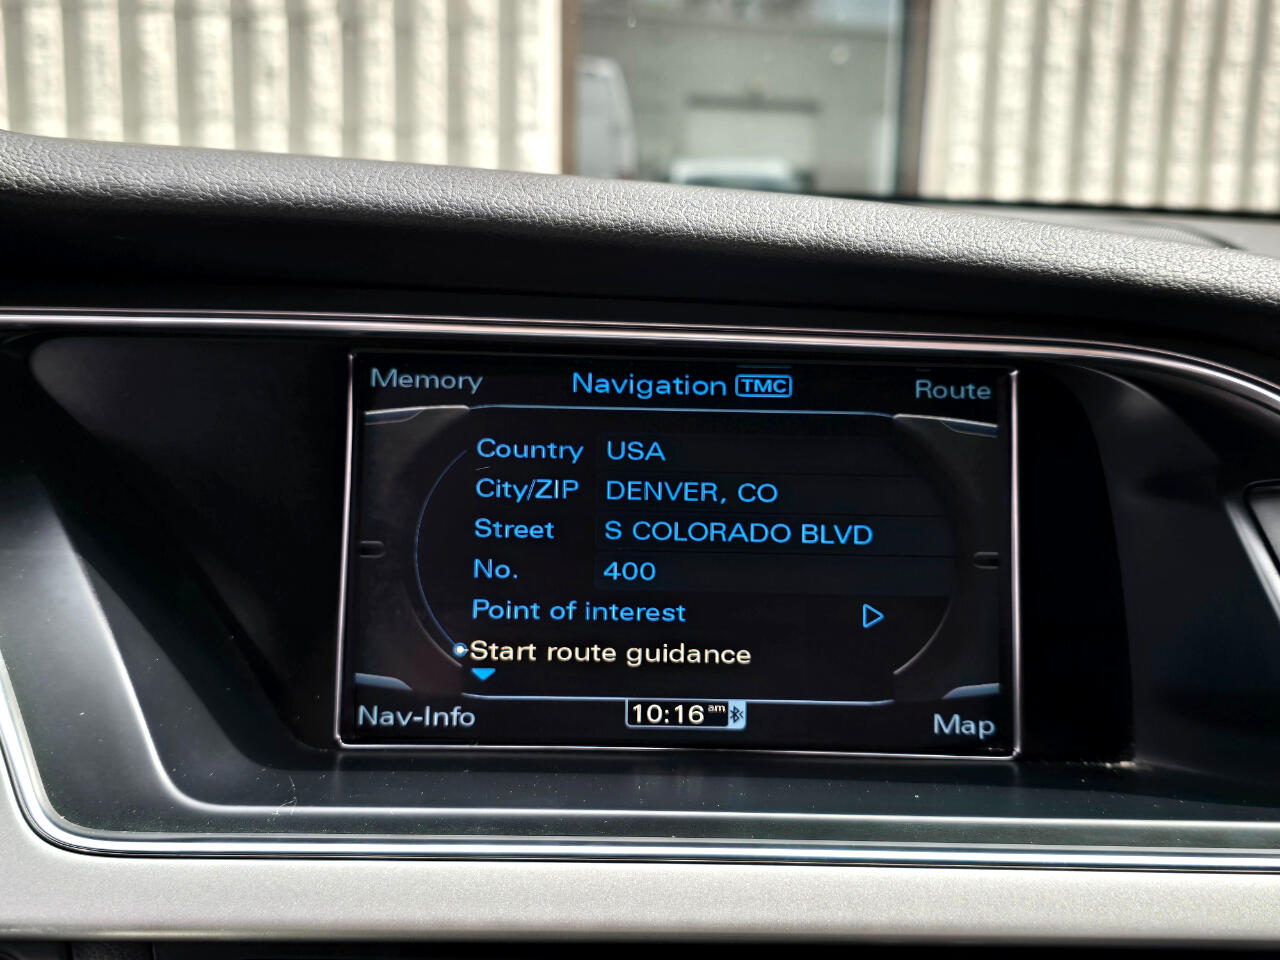 Memory Navigation TMC Route
Country USA
City/ZIP DENVER, CO
Street S COLORADO BLVD
No. 400
Point of interest
Start route guidance
Nav-Info 10:16 am Map